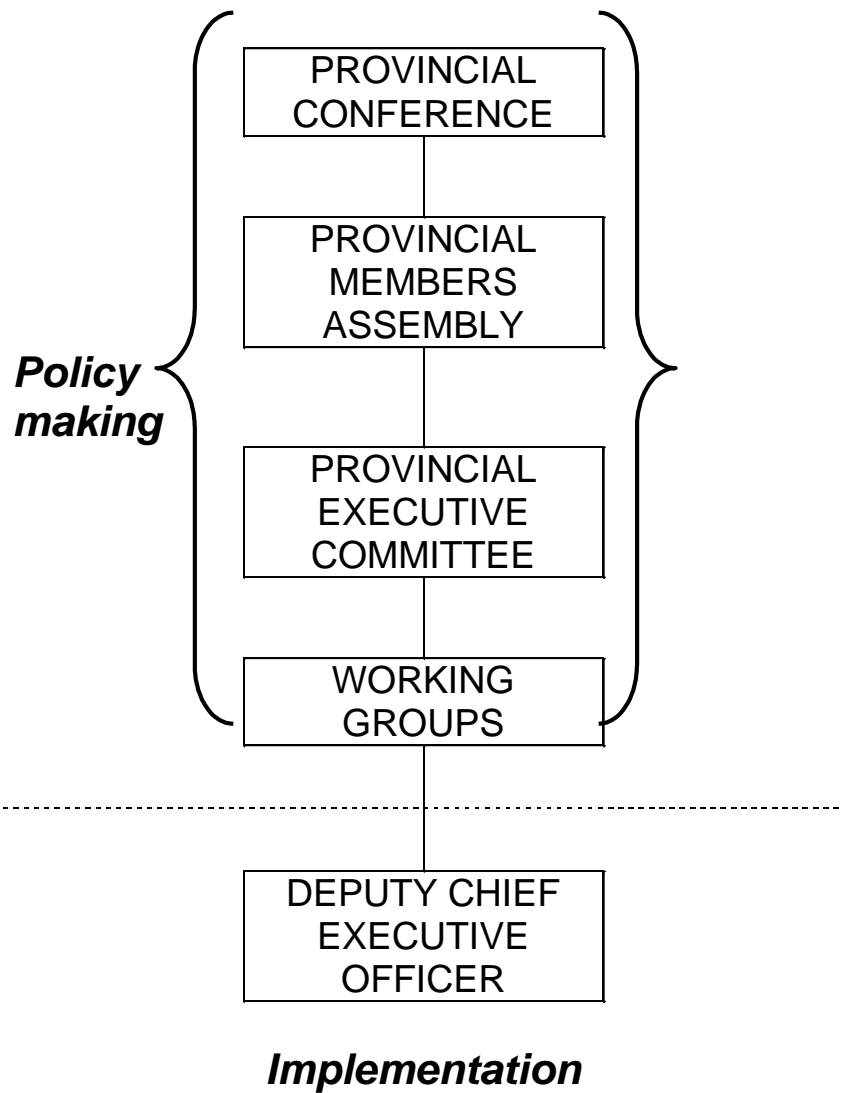 PROVINCIAL
CONFERENCE
PROVINCIAL
MEMBERS
ASSEMBLY
Policy
making
PROVINCIAL
EXECUTIVE
COMMITTEE
WORKING
GROUPS
DEPUTY CHIEF
EXECUTIVE
OFFICER
Implementation